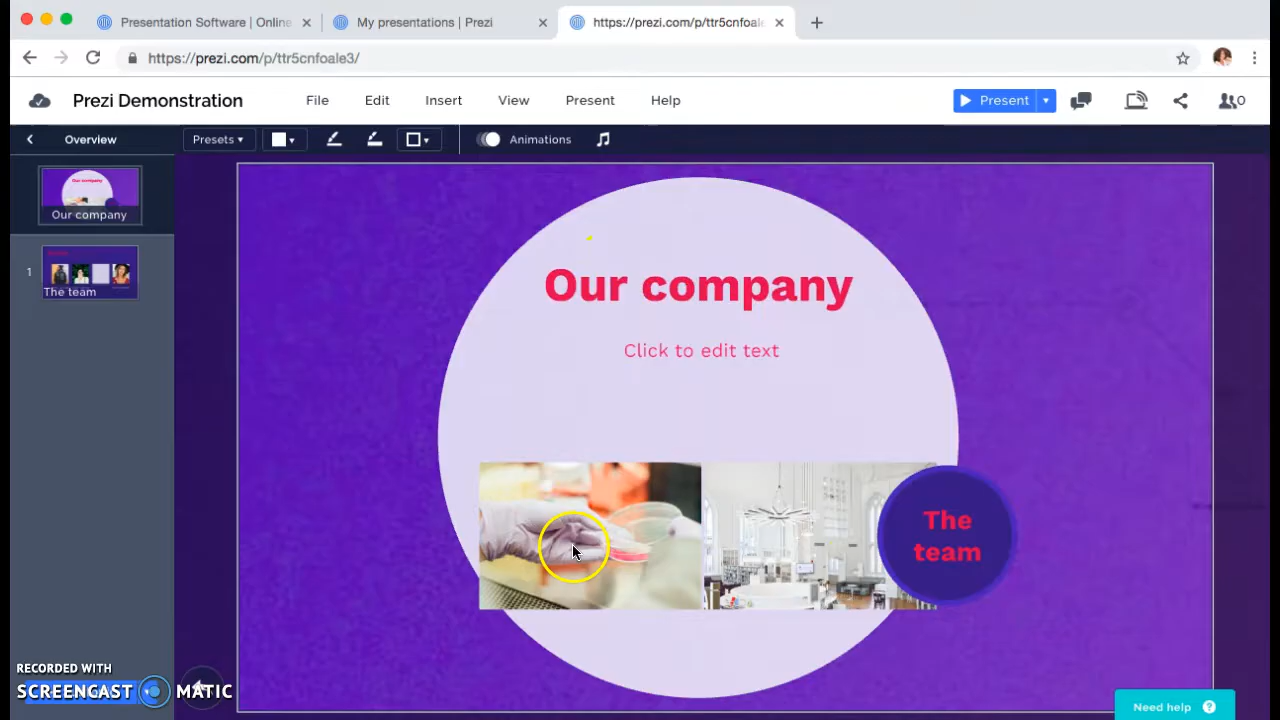 Presentation Software | Online
My presentations | Prezi
https://prezi.com/p/ttr5cnfoale
https://prezi.com/p/ttr5cnfoale3/
Prezi Demonstration
File
Edit
Insert
View
Present
Help
Present
0
Overview
Presets
Animations
Our company
1
The team
Our company
Click to edit text
The
team
RECORDED WITH
SCREENCAST MATIC
Need help ?